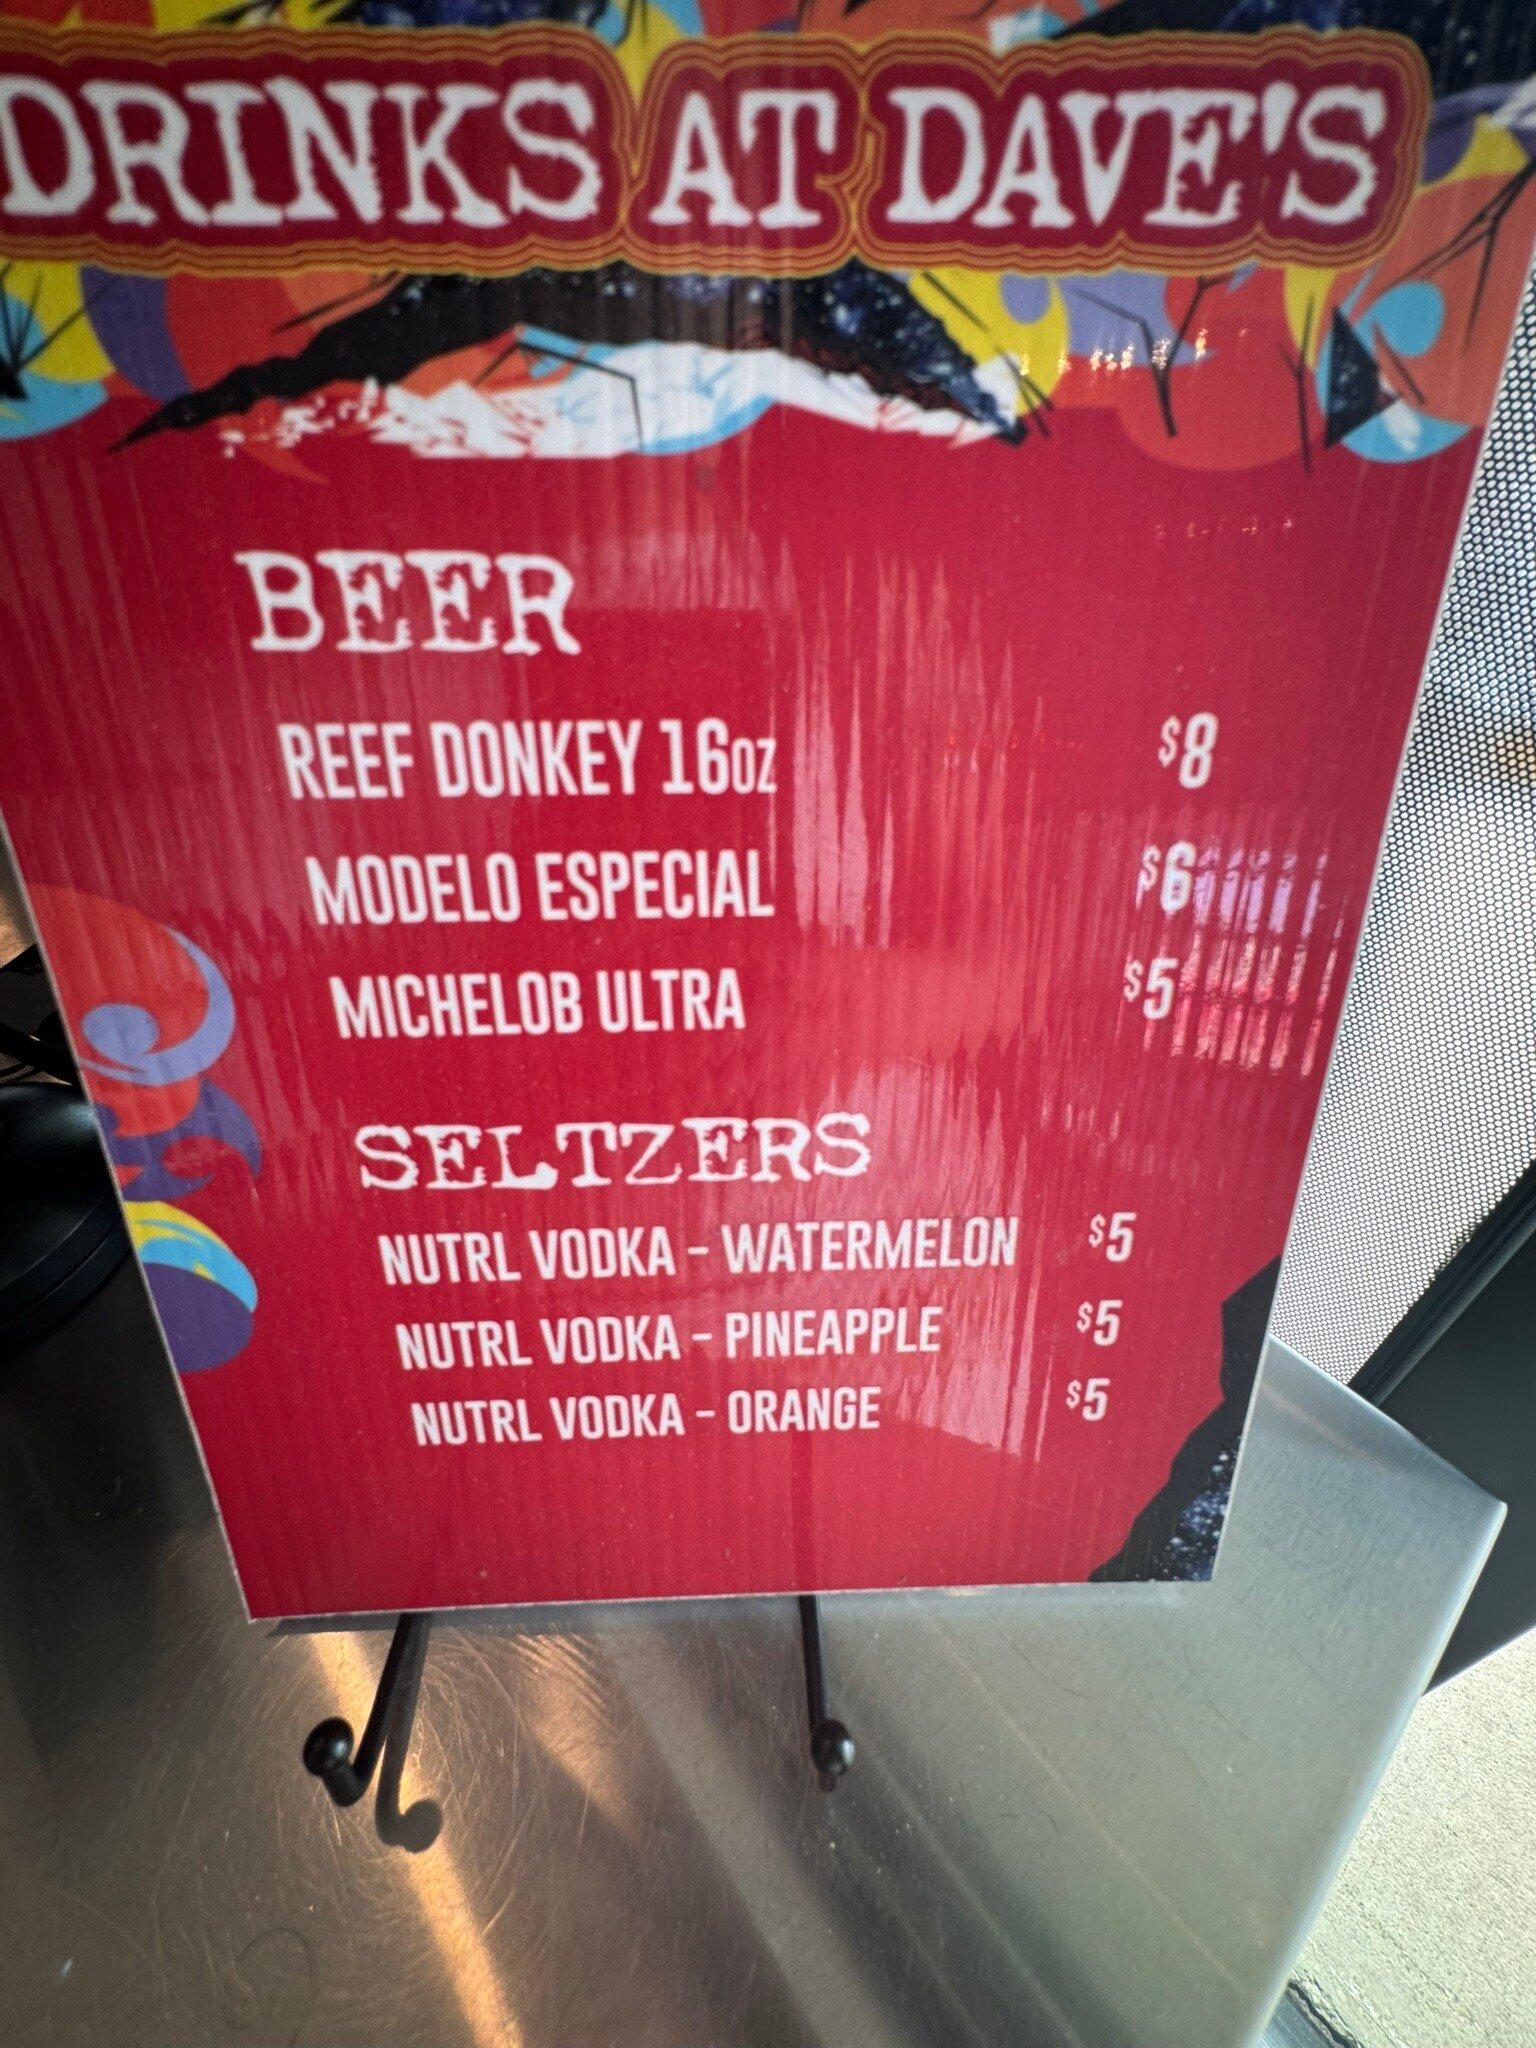 DRINKS AT DAVE'S
BEER
REEF DONKEY 16OZ $8
MODELO ESPECIAL $6
MICHELOB ULTRA $5
SELTZERS
NUTRL VODKA - WATERMELON $5
NUTRL VODKA - PINEAPPLE $5
NUTRL VODKA - ORANGE $5